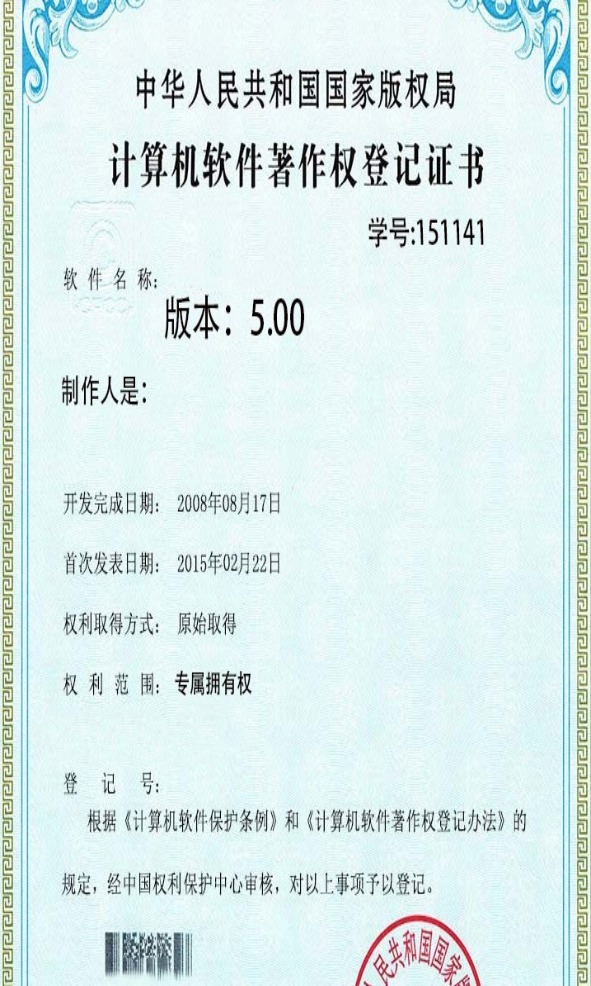 中华人民共和国国家版权局
计算机软件著作权登记证书
学号:151141
软件名称:
版本：5.00
制作人是：
开发完成日期：2008年08月17日
首次发表日期：2015年02月22日
权利取得方式：原始取得
权利范围：专属拥有权
登记号：
根据《计算机软件保护条例》和《计算机软件著作权登记办法》的
规定，经中国权利保护中心审核，对以上事项予以登记。
人民共和国国家版